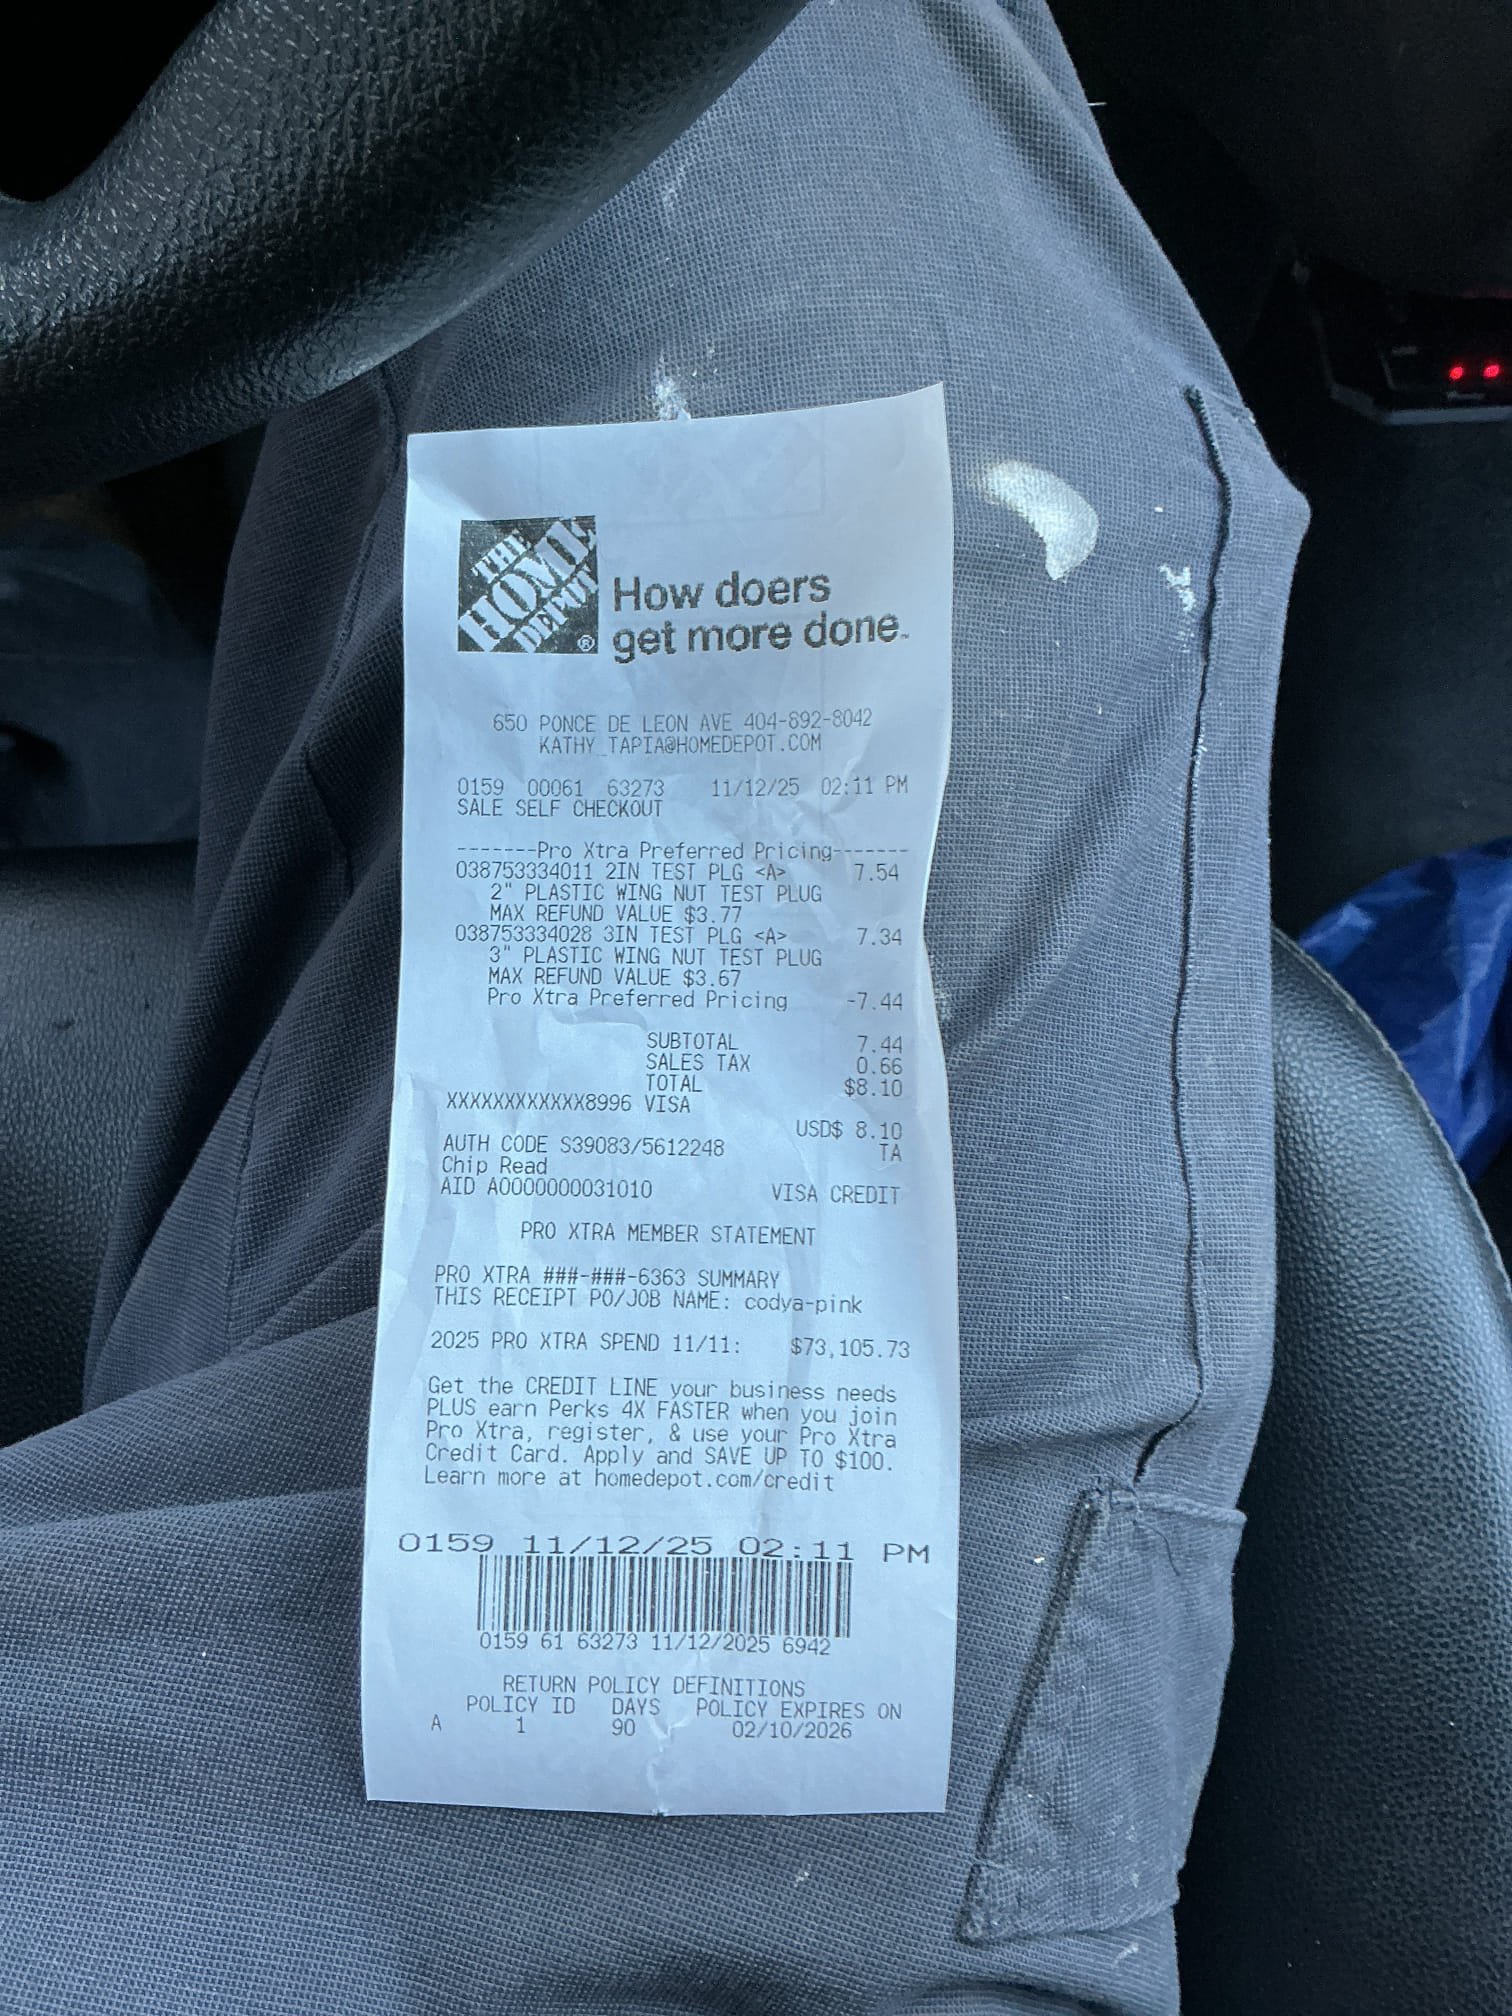 THE
HOME
DEPOT
®
How doers
get more done.
650 PONCE DE LEON AVE 404-892-8042
KATHY_TAPIA@HOMEDEPOT.COM
0159 00061 63273 11/12/25 02:11 PM
SALE SELF CHECKOUT
-------Pro Xtra Preferred Pricing-------
038753334011 2IN TEST PLG <A> 7.54
2" PLASTIC WING NUT TEST PLUG
MAX REFUND VALUE $3.77
038753334028 3IN TEST PLG <A> 7.34
3" PLASTIC WING NUT TEST PLUG
MAX REFUND VALUE $3.67
Pro Xtra Preferred Pricing -7.44
SUBTOTAL 7.44
SALES TAX 0.66
TOTAL $8.10
XXXXXXXXXXXX8996 VISA
USD$ 8.10
AUTH CODE S39083/5612248 TA
Chip Read
AID A0000000031010 VISA CREDIT
PRO XTRA MEMBER STATEMENT
PRO XTRA ###-###-6363 SUMMARY
THIS RECEIPT PO/JOB NAME: codya-pink
2025 PRO XTRA SPEND 11/11: $73,105.73
Get the CREDIT LINE your business needs
PLUS earn Perks 4X FASTER when you join
Pro Xtra, register, & use your Pro Xtra
Credit Card. Apply and SAVE UP TO $100.
Learn more at homedepot.com/credit
0159 11/12/25 02:11 PM
0159 61 63273 11/12/2025 6942
RETURN POLICY DEFINITIONS
POLICY ID DAYS POLICY EXPIRES ON
A 1 90 02/10/2026